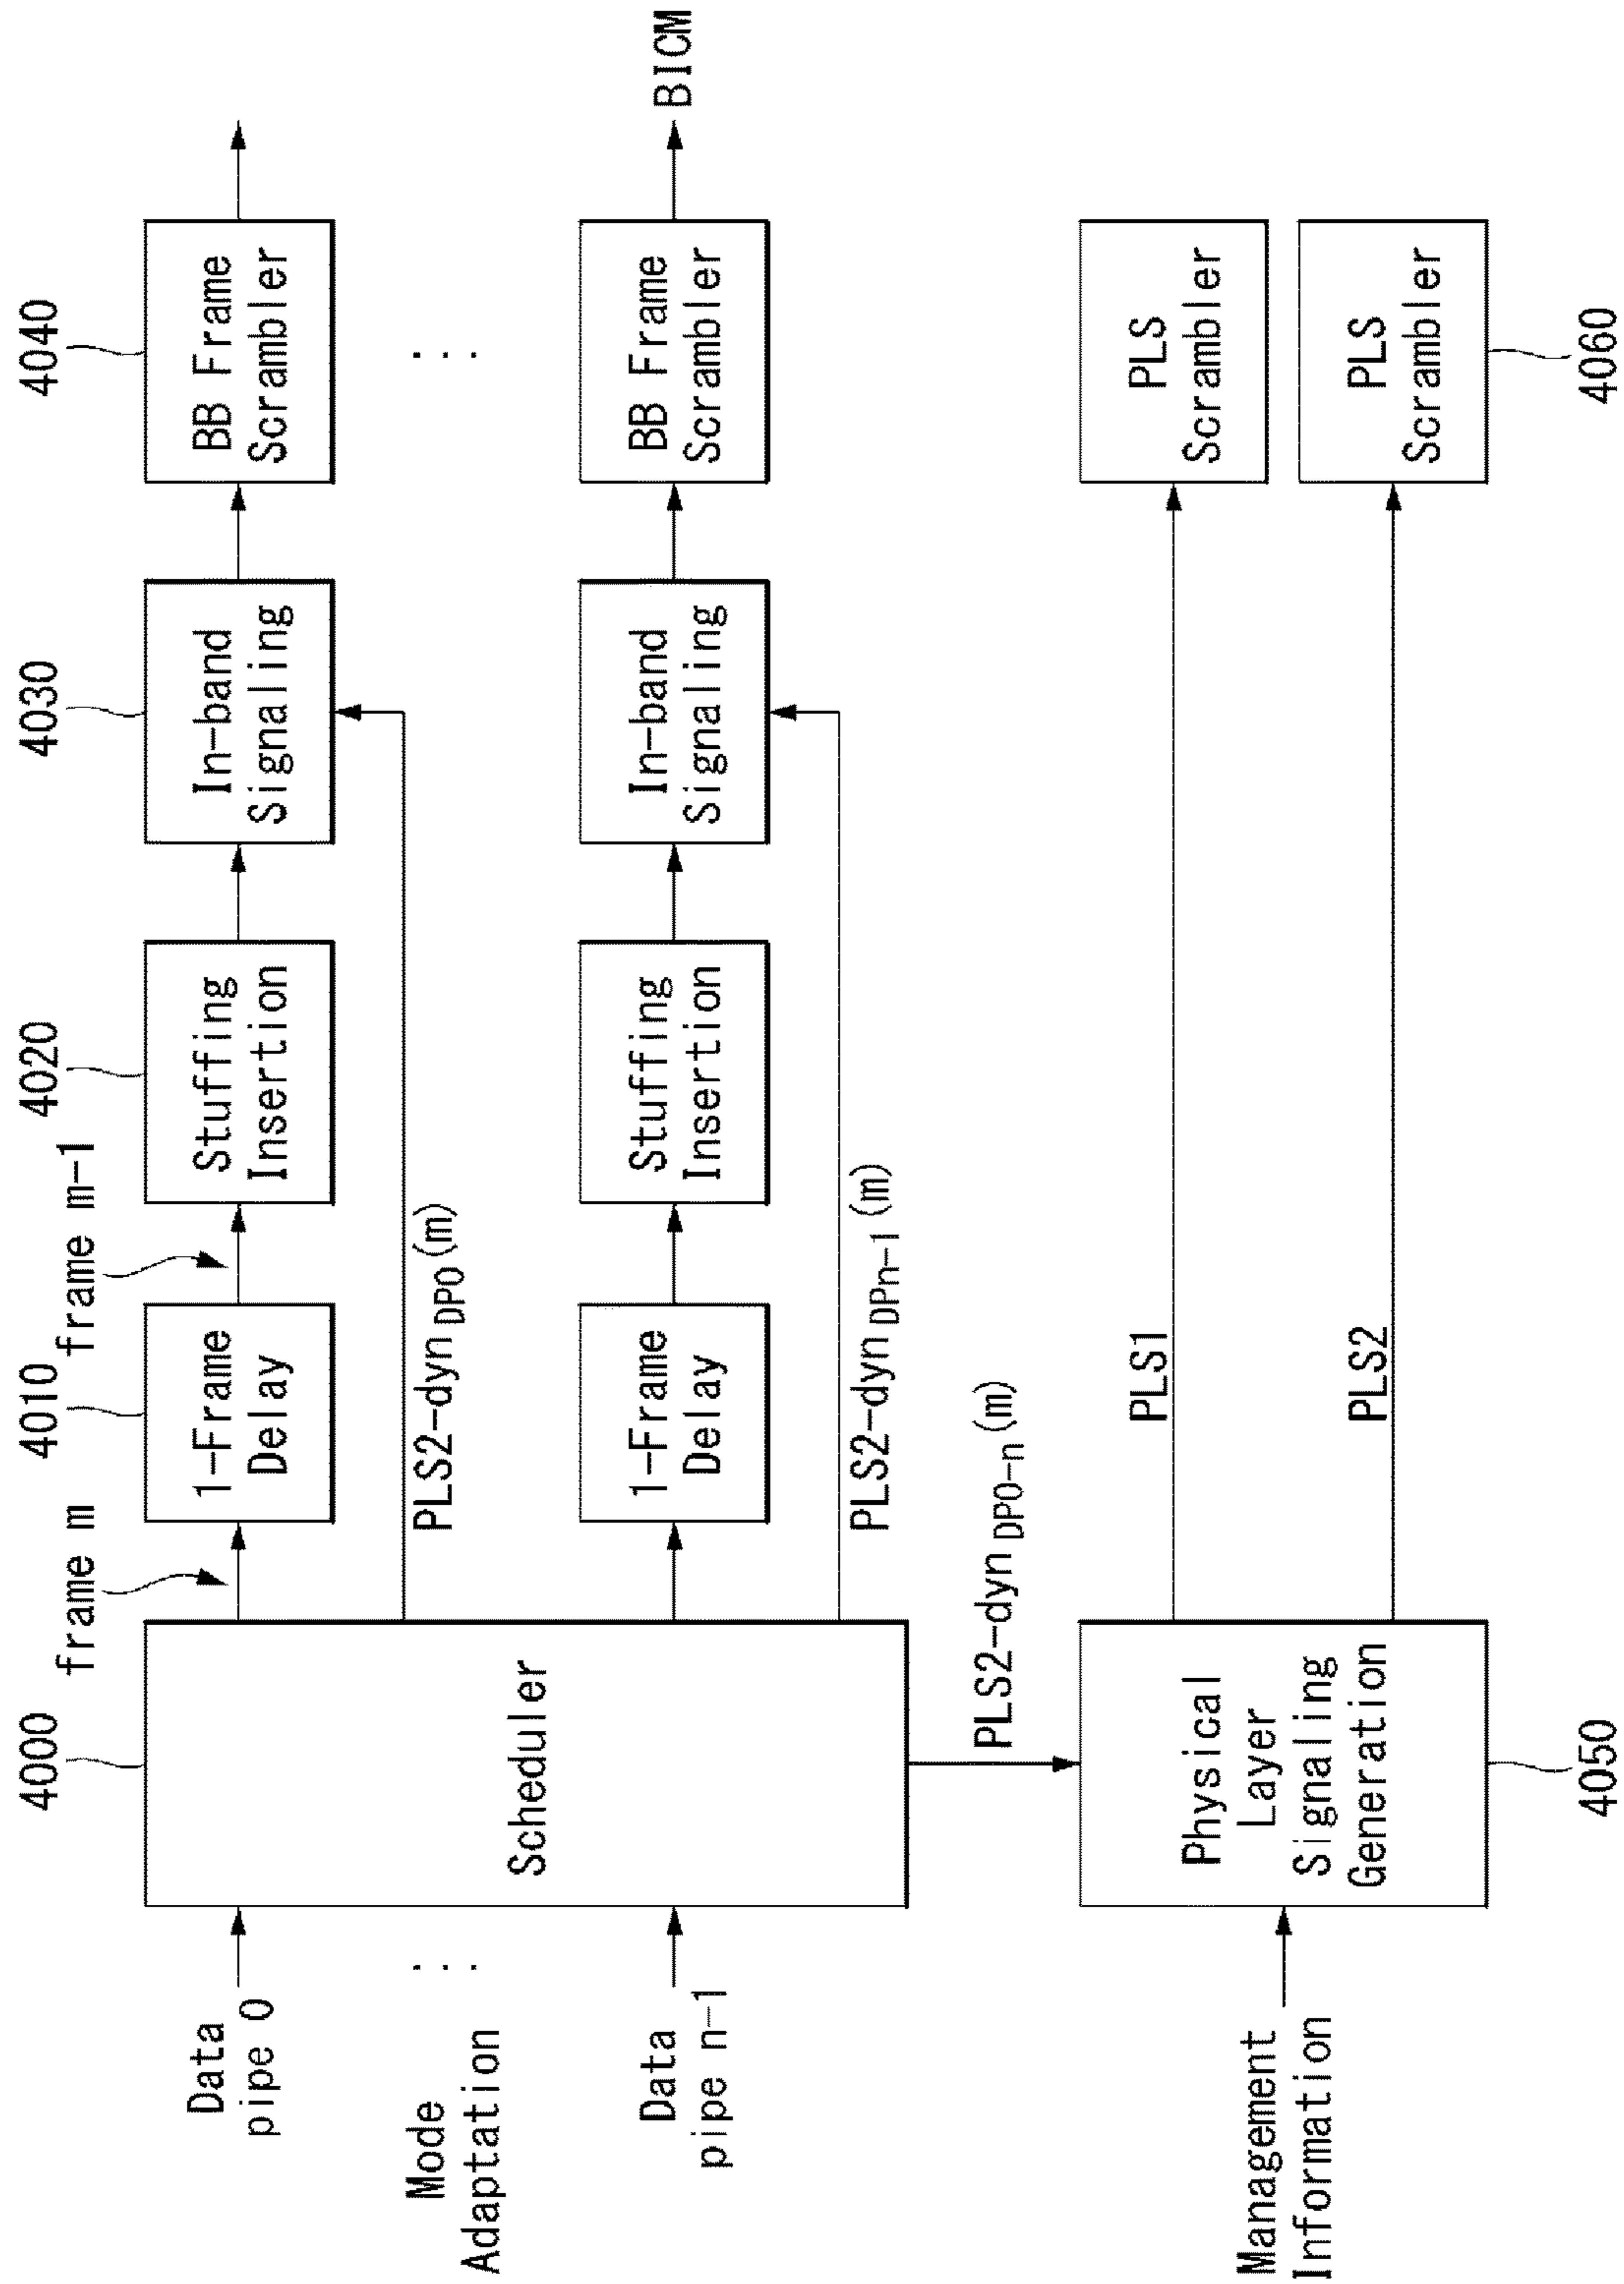 4000
4010
4020
4030
4040
frame m
frame m-1
Data
pipe 0
Scheduler
1-Frame
Delay
Stuffing
Insertion
In-band
Signaling
BB Frame
Scrambler
PLS2-dyn DP0 (m)
Mode
Adaptation
...
...
Data
pipe n-1
1-Frame
Delay
Stuffing
Insertion
In-band
Signaling
BB Frame
Scrambler
BICM
PLS2-dyn DPn-1 (m)
PLS2-dyn DP0-n (m)
Management
Information
Physical
Layer
Signaling
Generation
PLS1
PLS
Scrambler
PLS2
PLS
Scrambler
4050
4060